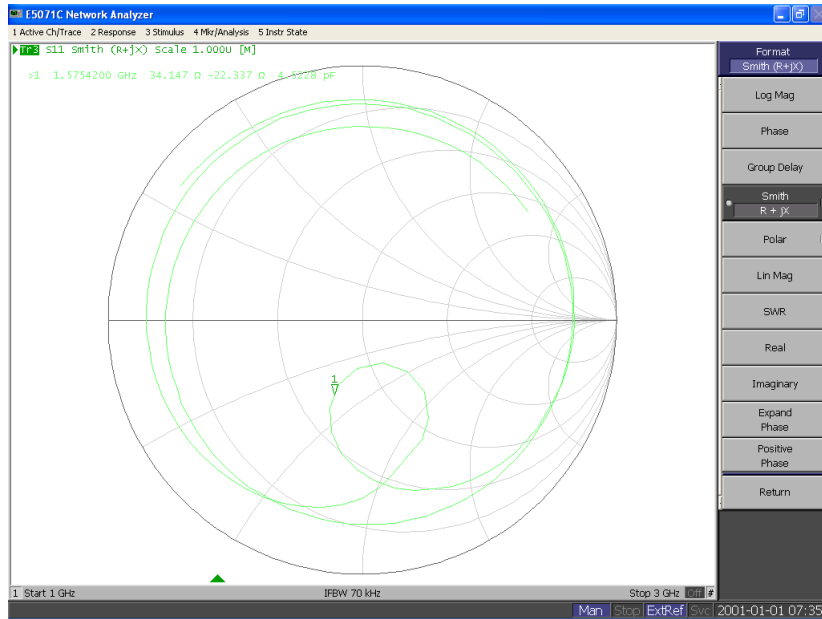 E5071C Network Analyzer
1 Active Ch/Trace 2 Response 3 Stimulus 4 Mkr/Analysis 5 Instr State
Tr3 S11 Smith (R+jX) Scale 1.000U [M]
>1 1.5754200 GHz 34.147 Ω -22.337 Ω 4.5228 pF
1
Format
Smith (R+jX)
Log Mag
Phase
Group Delay
Smith
R + jX
Polar
Lin Mag
SWR
Real
Imaginary
Expand
Phase
Positive
Phase
Return
1 Start 1 GHz
IFBW 70 kHz
Stop 3 GHz Off #
Man Stop ExtRef Svc 2001-01-01 07:35